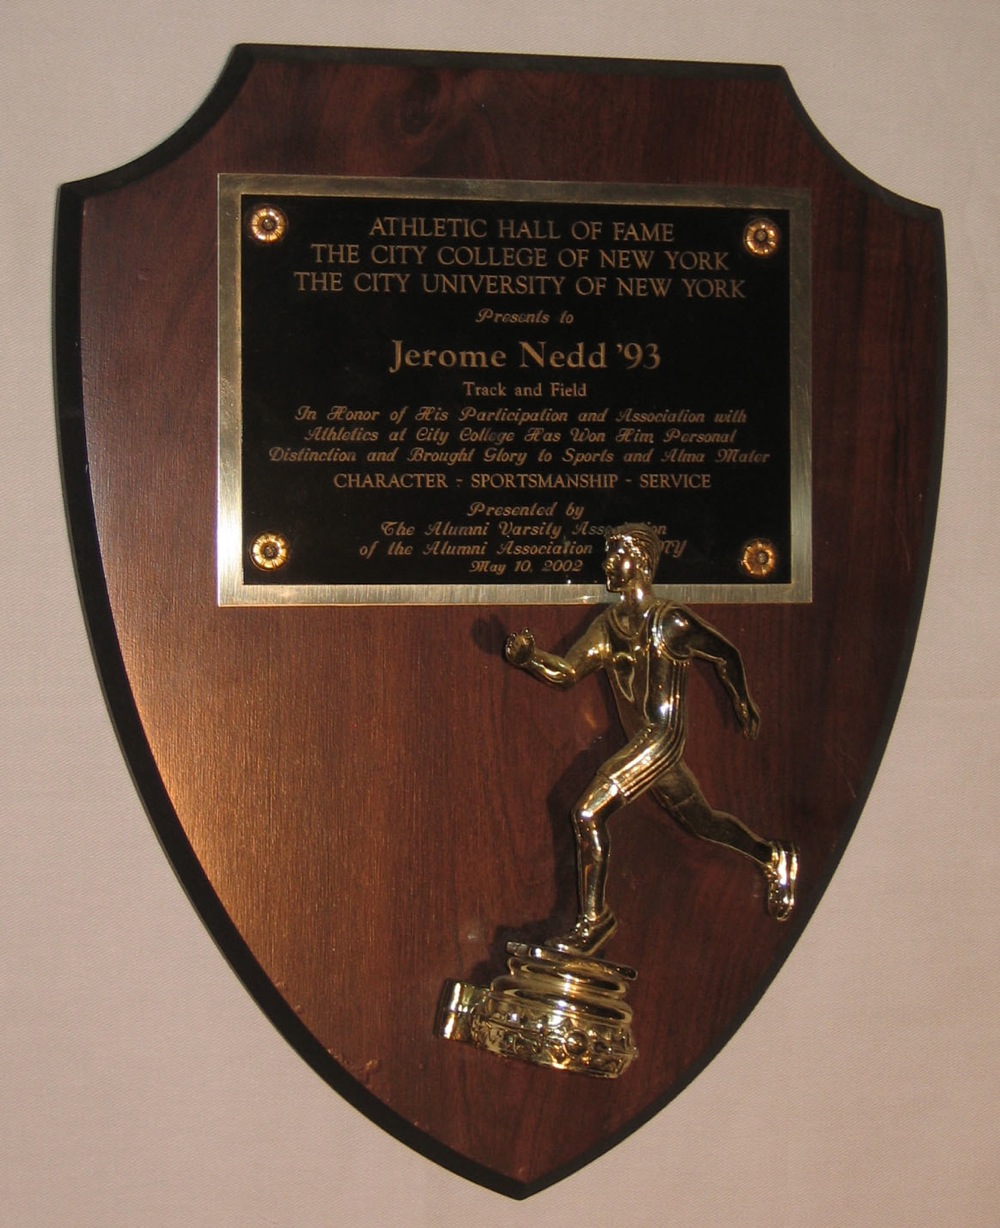 ATHLETIC HALL OF FAME
THE CITY COLLEGE OF NEW YORK
THE CITY UNIVERSITY OF NEW YORK
Presents to
Jerome Nedd '93
Track and Field
In Honor of His Participation and Association with
Athletics at City College Has Won Him Personal
Distinction and Brought Glory to Sports and Alma Mater
CHARACTER - SPORTSMANSHIP - SERVICE
Presented by
The Alumni Varsity Association
of the Alumni Association
May 10, 2002